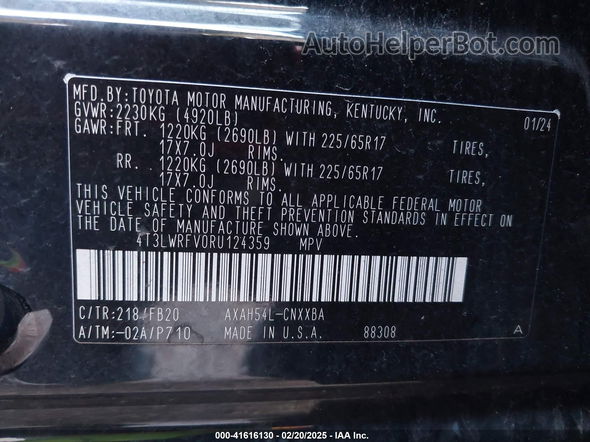 AutoHelperBot.com
MFD.BY:TOYOTA MOTOR MANUFACTURING, KENTUCKY, INC.
GVWR:2230KG (4920LB) 01/24
GAWR:FRT. 1220KG (2690LB) WITH 225/65R17 TIRES,
17X7.0J RIMS.
RR. 1220KG (2690LB) WITH 225/65R17 TIRES,
17X7.0J RIMS.
THIS VEHICLE CONFORMS TO ALL APPLICABLE FEDERAL MOTOR
VEHICLE SAFETY AND THEFT PREVENTION STANDARDS IN EFFECT ON
THE DATE OF MANUFACTURE SHOWN ABOVE.
4T3LWRFV0RU124359 MPV
C/TR:218 /FB20 AXAH54L-CNXXBA
A/TM:-02A/P710 MADE IN U.S.A. 88308 A
000-41616130 - 02/20/2025 - IAA Inc.